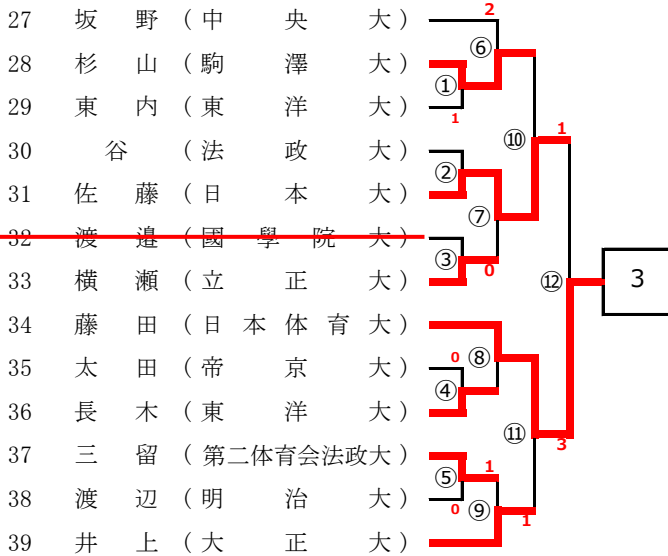 27 坂 野 ( 中 央 大 ) 2
⑥
28 杉 山 ( 駒 澤 大 )
①
29 東 内 ( 東 洋 大 ) 1
⑩ 1
30 谷 ( 法 政 大 )
②
31 佐 藤 ( 日 本 大 )
⑦
32 渡 邉 ( 國 學 院 大 )
③ 0
33 横 瀬 ( 立 正 大 )
⑫ 3
34 藤 田 ( 日 本 体 育 大 )
0 ⑧
35 太 田 ( 帝 京 大 )
④
36 長 木 ( 東 洋 大 )
⑪ 3
37 三 留 ( 第二体育会法政大 )
⑤ 1
38 渡 辺 ( 明 治 大 )
0 ⑨ 1
39 井 上 ( 大 正 大 )